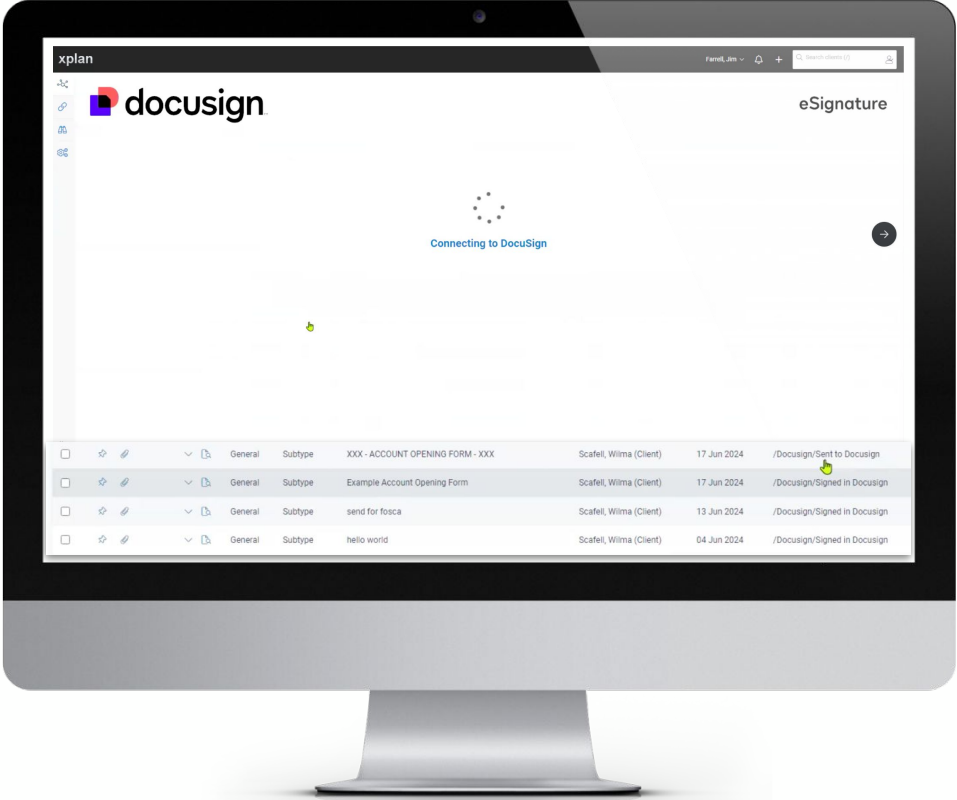 xplan
Farrell, Jim
Search clients (/)
docusign
eSignature
Connecting to DocuSign
General Subtype XXX - ACCOUNT OPENING FORM - XXX Scafell, Wilma (Client) 17 Jun 2024 /Docusign/Sent to Docusign
General Subtype Example Account Opening Form Scafell, Wilma (Client) 17 Jun 2024 /Docusign/Signed in Docusign
General Subtype send for fosca Scafell, Wilma (Client) 13 Jun 2024 /Docusign/Signed in Docusign
General Subtype hello world Scafell, Wilma (Client) 04 Jun 2024 /Docusign/Signed in Docusign